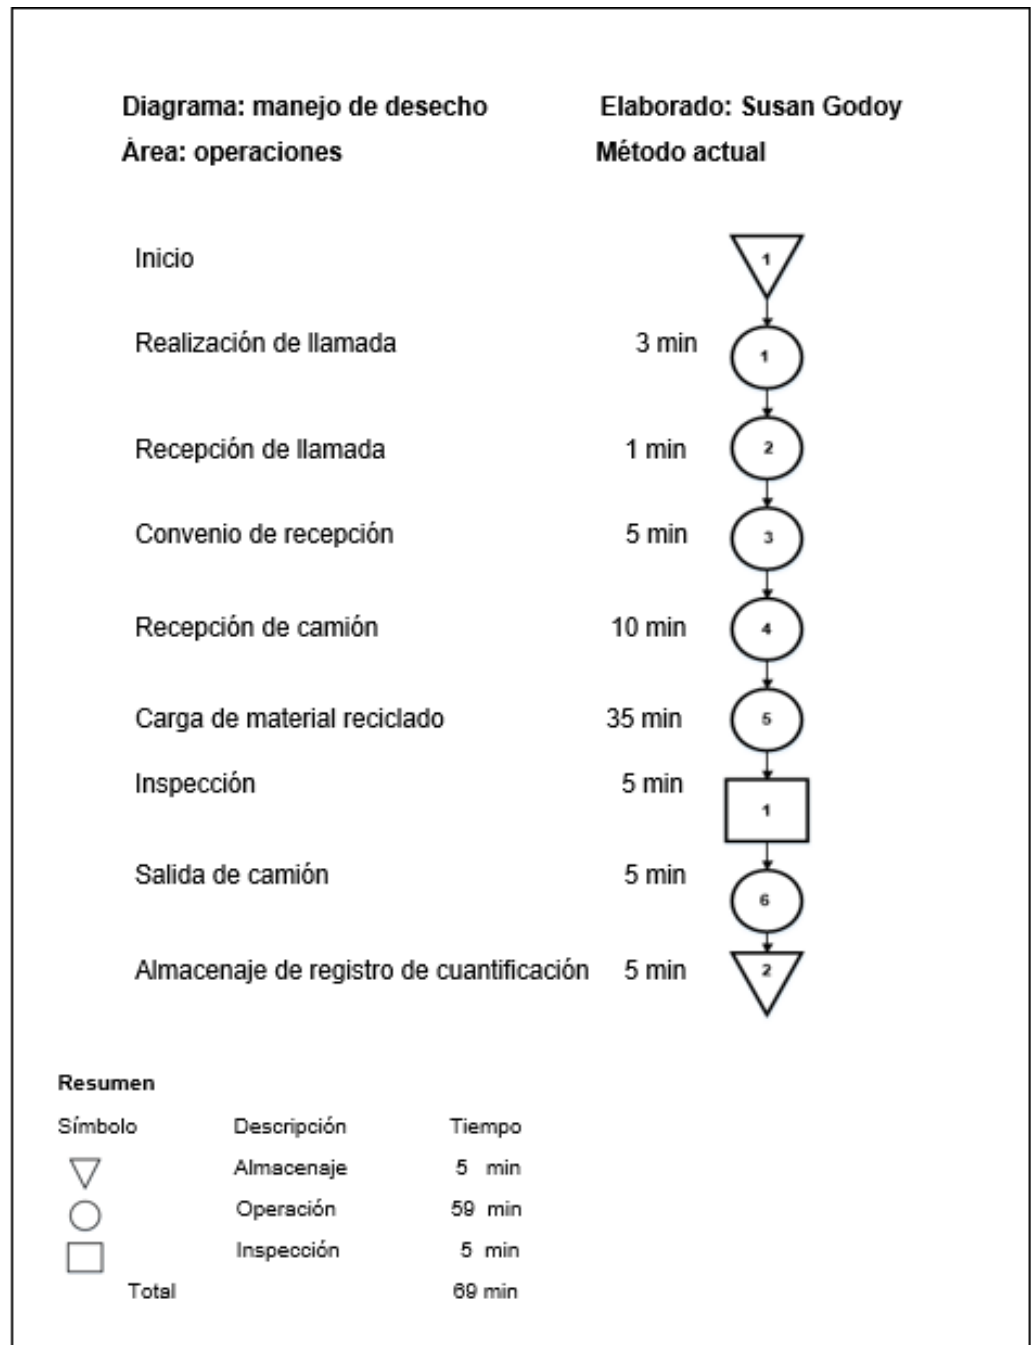 Diagrama: manejo de desecho Elaborado: Susan Godoy
Área: operaciones Método actual
Inicio 1
Realización de llamada 3 min 1
Recepción de llamada 1 min 2
Convenio de recepción 5 min 3
Recepción de camión 10 min 4
Carga de material reciclado 35 min 5
Inspección 5 min 1
Salida de camión 5 min 6
Almacenaje de registro de cuantificación 5 min 2
Resumen
Símbolo Descripción Tiempo
Almacenaje 5 min
Operación 59 min
Inspección 5 min
Total 69 min